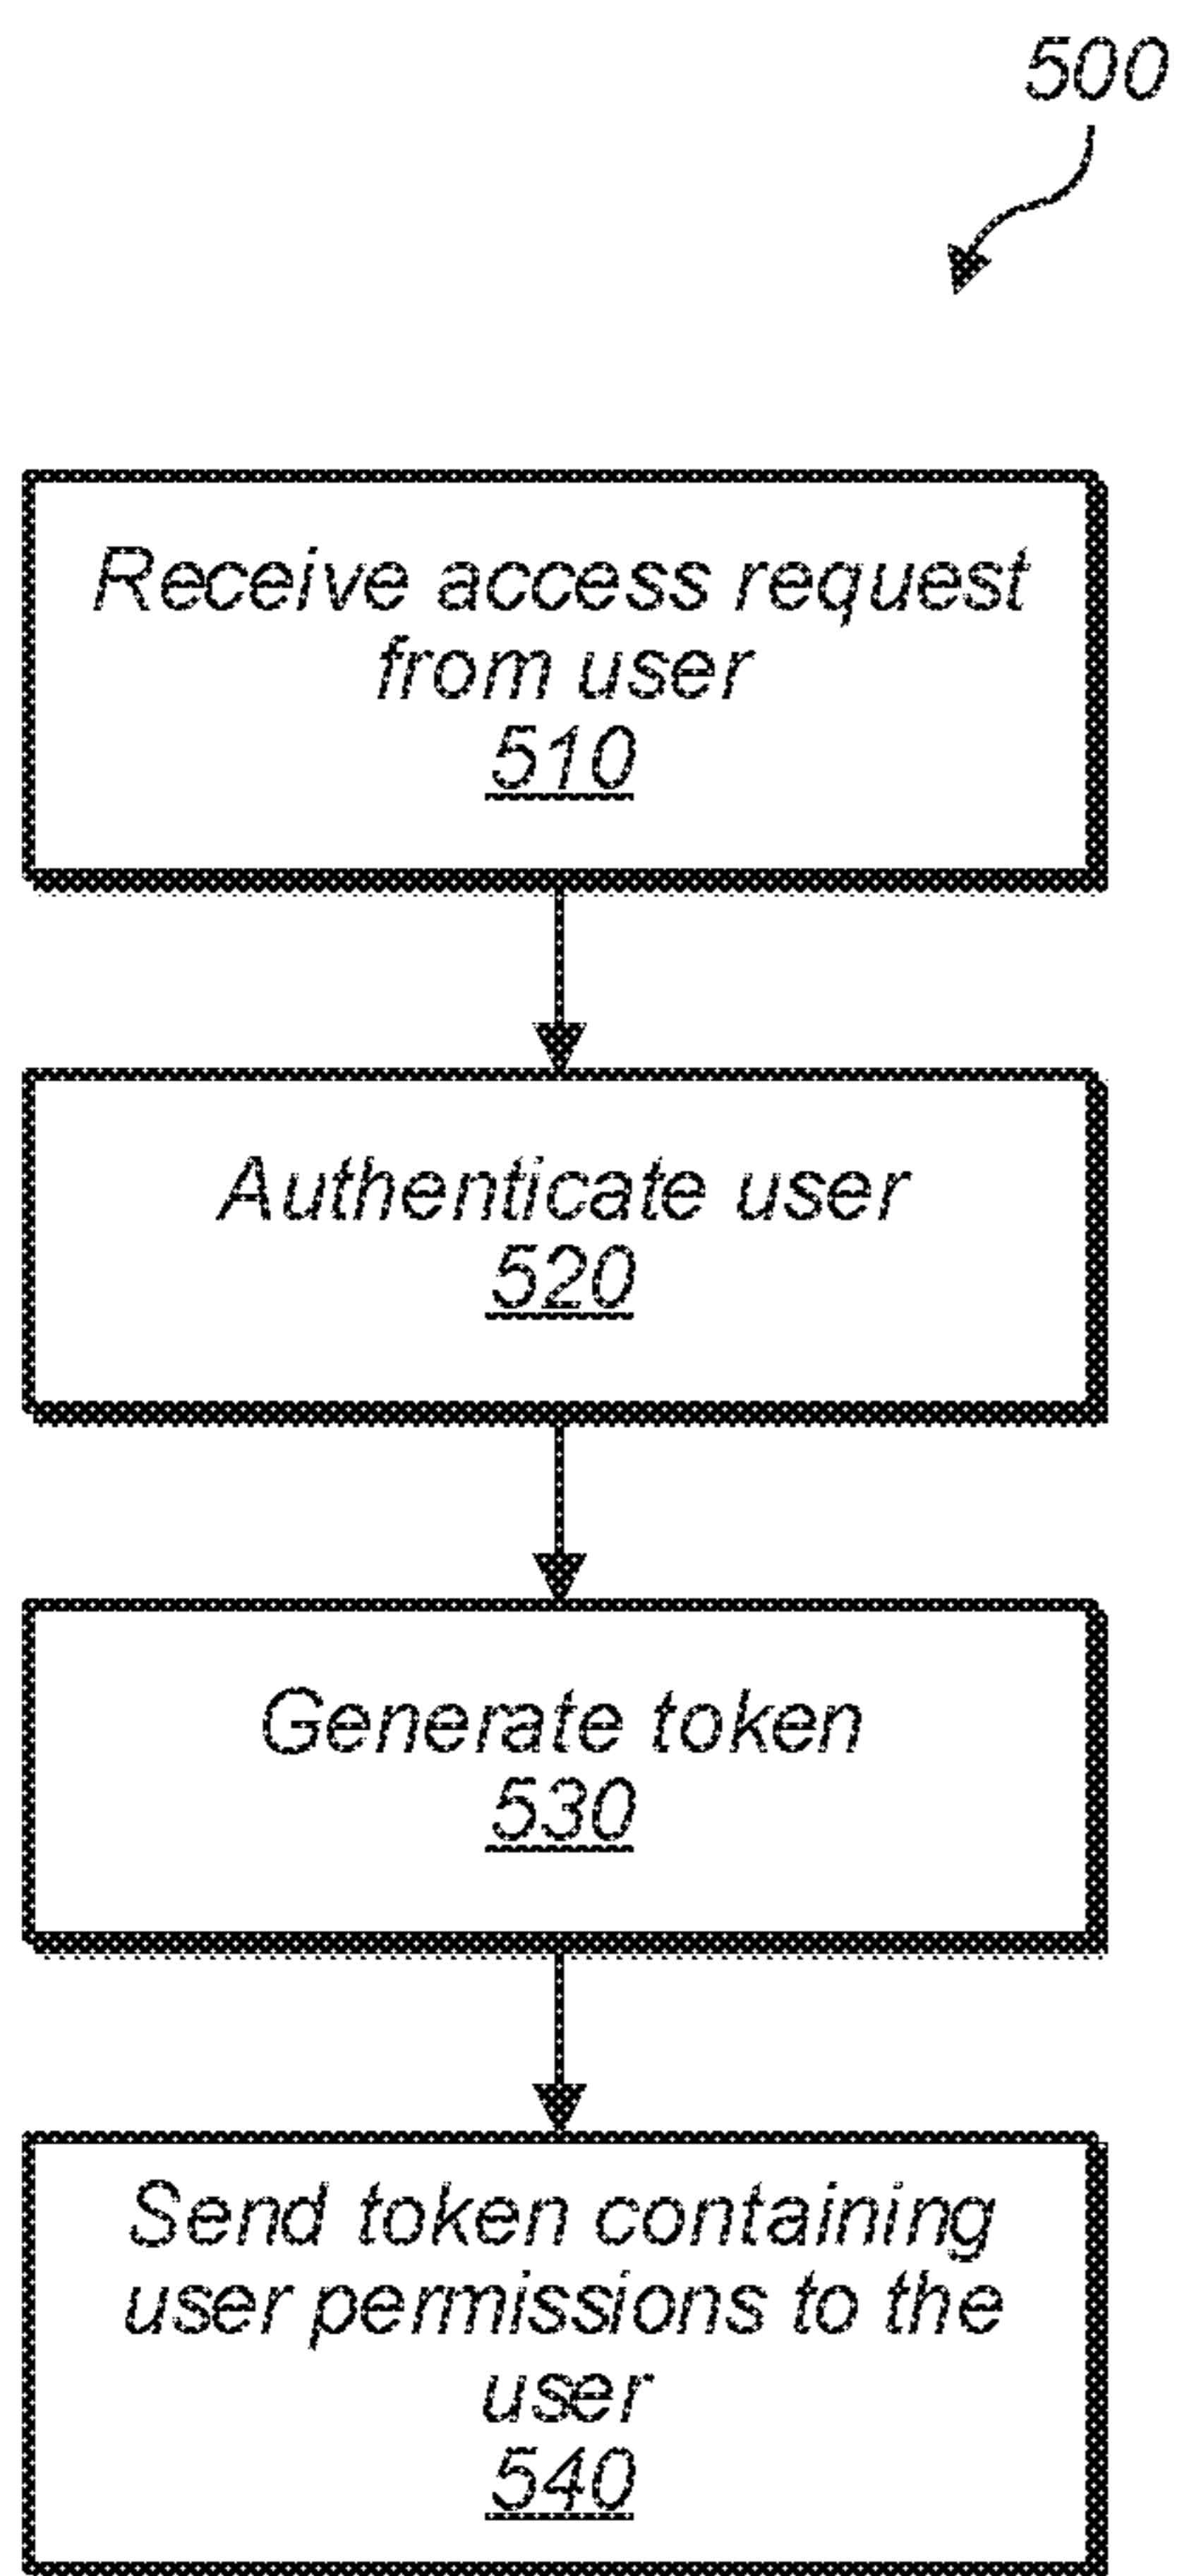 500
Receive access request
from user
510
Authenticate user
520
Generate token
530
Send token containing
user permissions to the
user
540